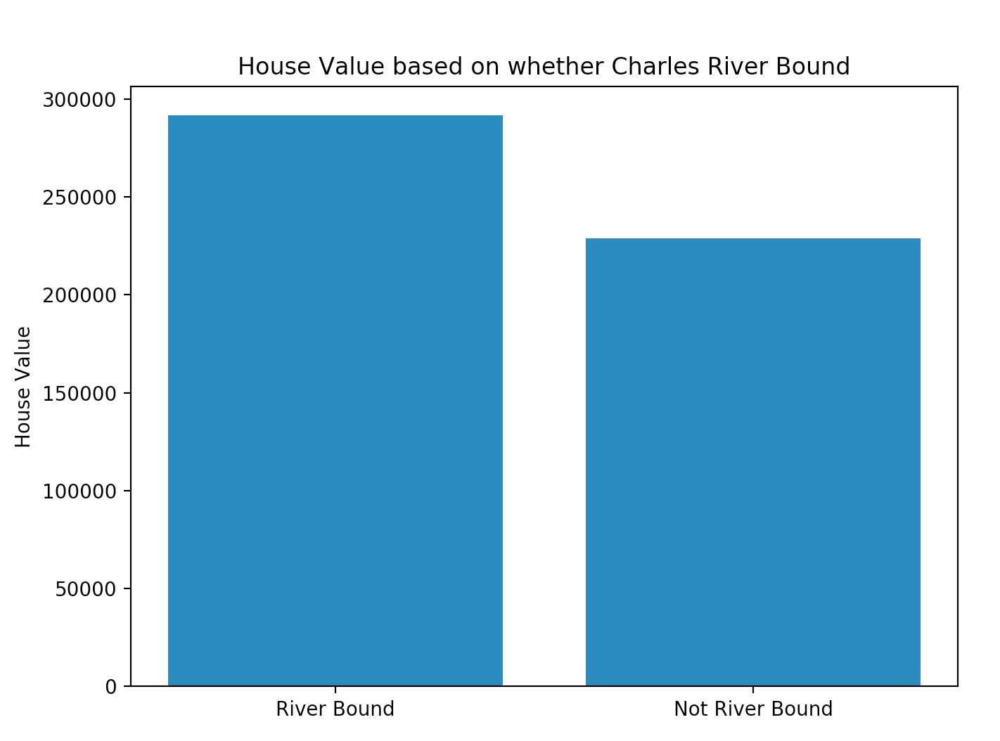 House Value based on whether Charles River Bound
300000
250000
200000
150000
100000
50000
0
House Value
River Bound
Not River Bound